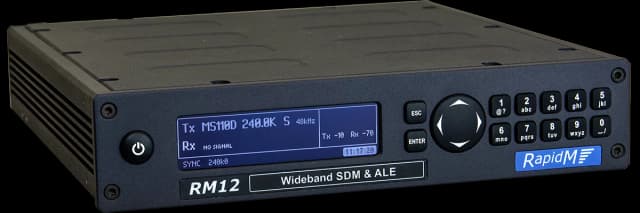 Tx MS110D 240.0K S 48kHz
Rx NO SIGNAL
Tx -10 Rx -70
SYNC 240k0
11:17:20
ESC
ENTER
1 2 3 4 5
@? abc def ghi jkl
6 7 8 9 0
mno pqrs tuv wxyz _./
RM12
Wideband SDM & ALE
RapidM